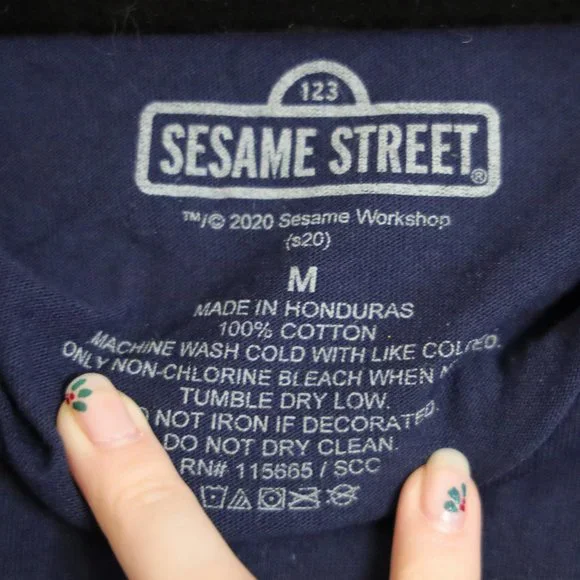 123
SESAME STREET®
™/© 2020 Sesame Workshop
(s20)
M
MADE IN HONDURAS
100% COTTON
MACHINE WASH COLD WITH LIKE
ONLY NON-CHLORINE BLEACH WHEN
TUMBLE DRY LOW.
NOT IRON IF DECORATED.
DO NOT DRY CLEAN.
RN# 115665 / SCC